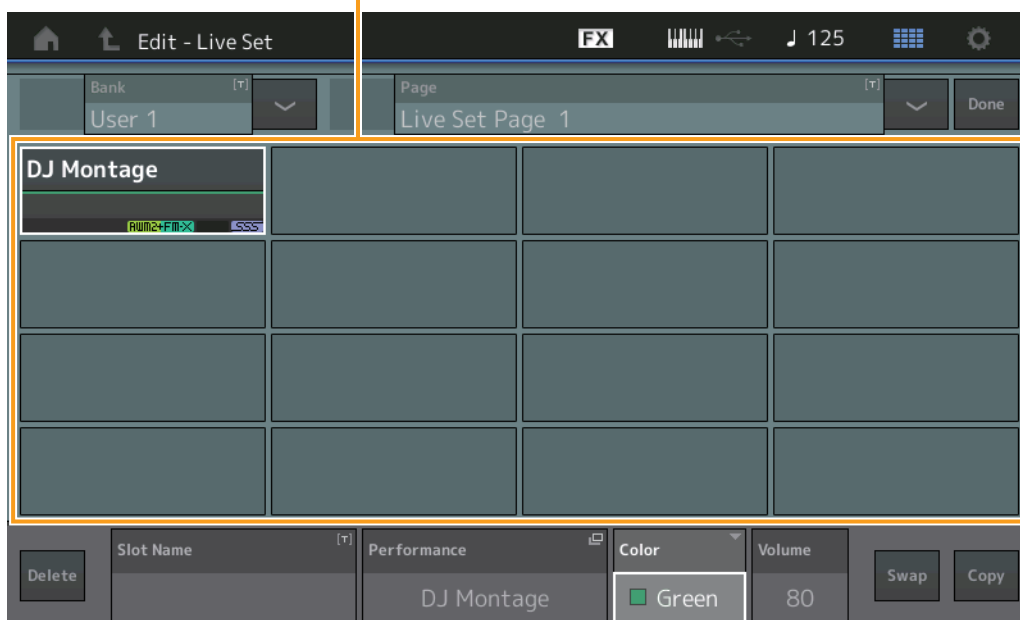 Edit - Live Set FX ♩ 125
Bank [T] Page [T]
User 1 Live Set Page 1 Done
DJ Montage
AWM2+FM-X SSS
Slot Name [T] Performance Color Volume
Delete Swap Copy
DJ Montage Green 80